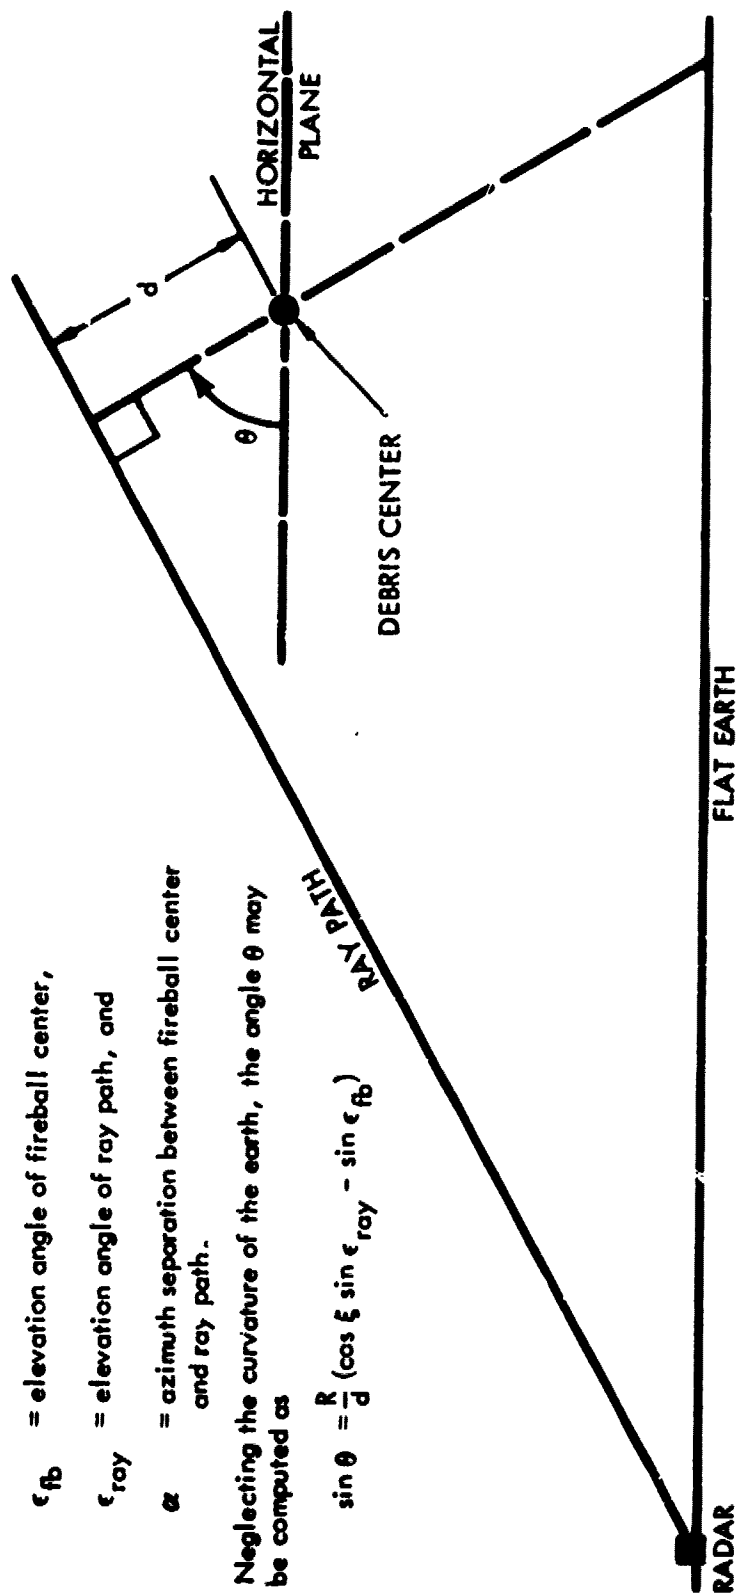 ϵ_fb = elevation angle of fireball center,
ϵ_ray = elevation angle of ray path, and
α = azimuth separation between fireball center
and ray path.
Neglecting the curvature of the earth, the angle θ may
be computed as
sin θ = R/d (cos ξ sin ϵ_ray − sin ϵ_fb)
HORIZONTAL
PLANE
d
θ
DEBRIS CENTER
RAY PATH
FLAT EARTH
RADAR